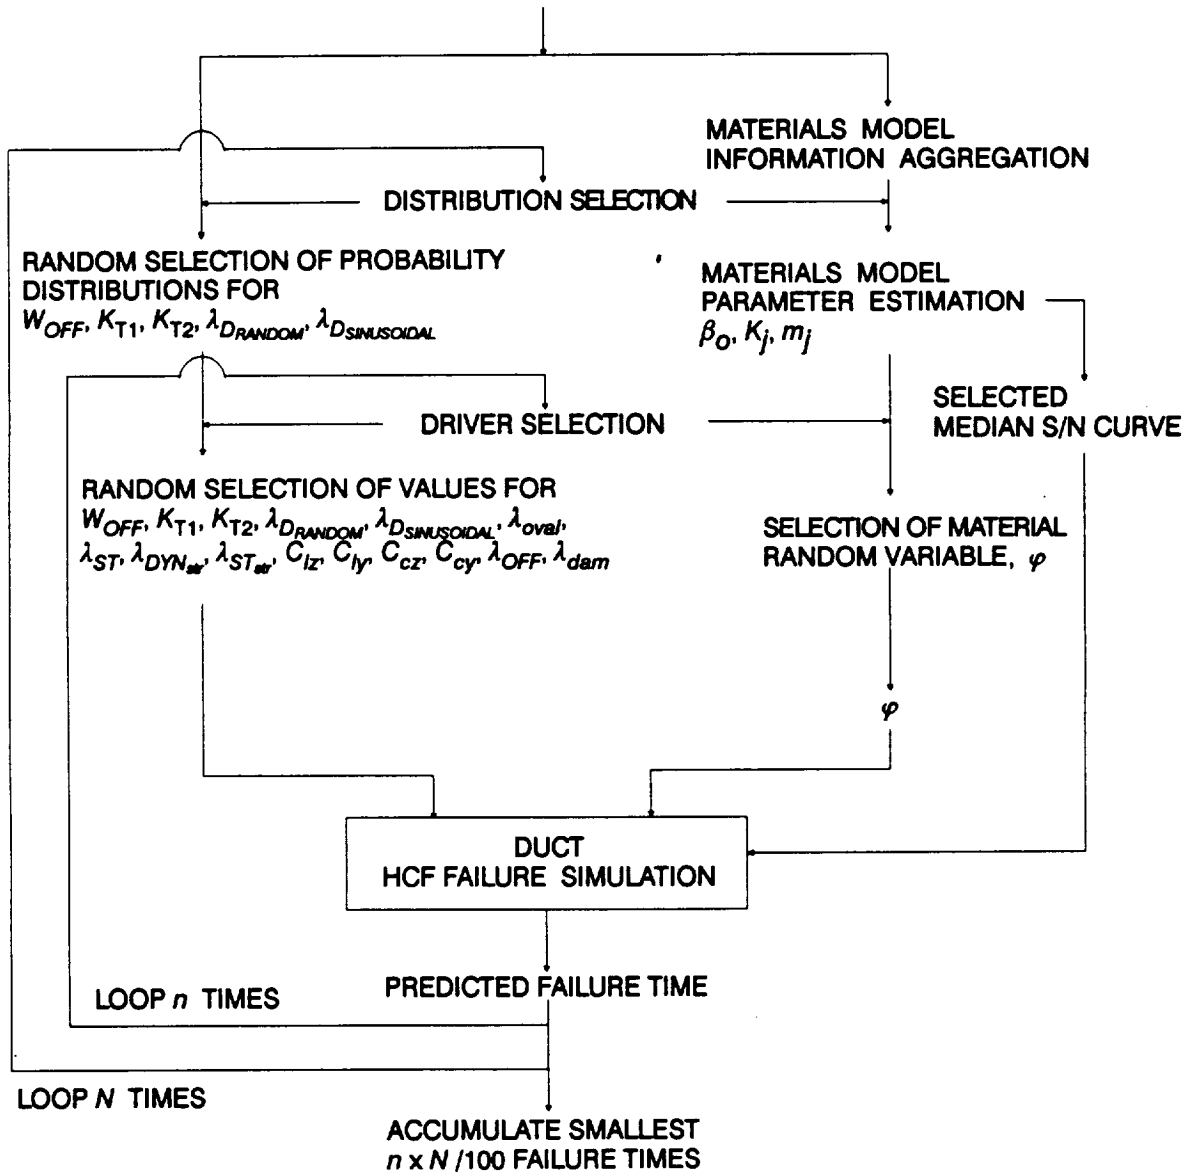 MATERIALS MODEL
INFORMATION AGGREGATION
DISTRIBUTION SELECTION
RANDOM SELECTION OF PROBABILITY
DISTRIBUTIONS FOR
W_OFF, K_T1, K_T2, λ_D_RANDOM, λ_D_SINUSOIDAL
MATERIALS MODEL
PARAMETER ESTIMATION
β_o, K_j, m_j
SELECTED
MEDIAN S/N CURVE
DRIVER SELECTION
RANDOM SELECTION OF VALUES FOR
W_OFF, K_T1, K_T2, λ_D_RANDOM, λ_D_SINUSOIDAL, λ_oval,
λ_ST, λ_DYN_str, λ_ST_str, C_lz, C_ly, C_cz, C_cy, λ_OFF, λ_dam
SELECTION OF MATERIAL
RANDOM VARIABLE, φ
φ
DUCT
HCF FAILURE SIMULATION
PREDICTED FAILURE TIME
LOOP n TIMES
LOOP N TIMES
ACCUMULATE SMALLEST
n x N /100 FAILURE TIMES